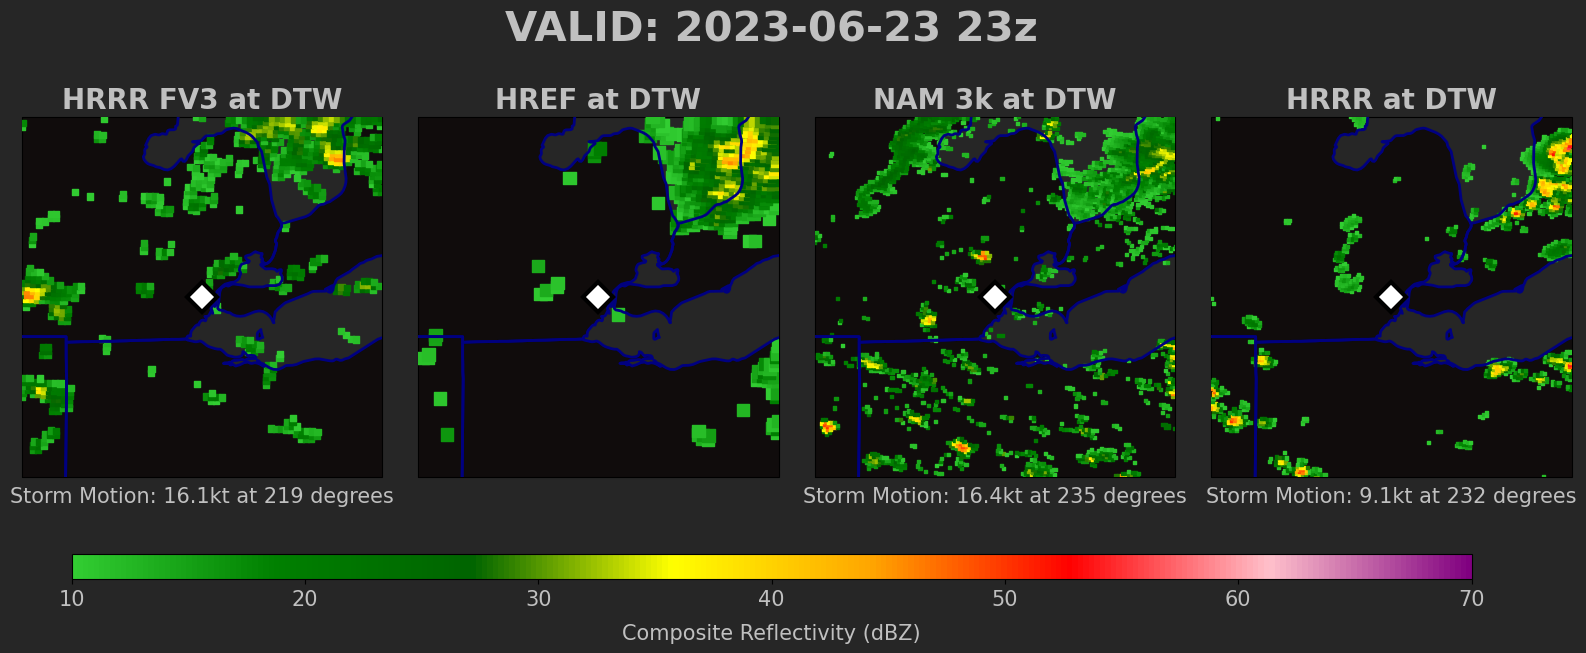 VALID: 2023-06-23 23z
HRRR FV3 at DTW
HREF at DTW
NAM 3k at DTW
HRRR at DTW
Storm Motion: 16.1kt at 219 degrees
Storm Motion: 16.4kt at 235 degrees
Storm Motion: 9.1kt at 232 degrees
10 20 30 40 50 60 70
Composite Reflectivity (dBZ)